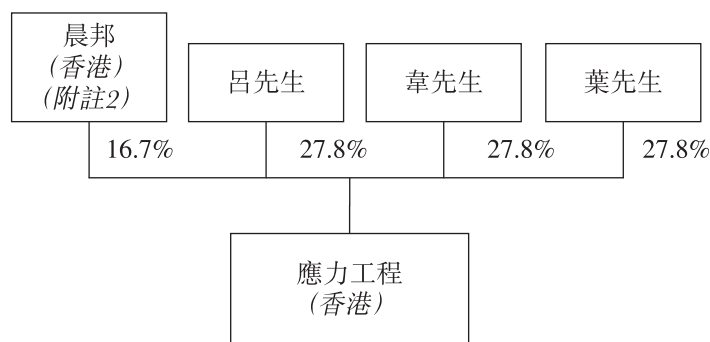 晨邦
(香港)
(附註2)
呂先生
韋先生
葉先生
16.7%
27.8%
27.8%
27.8%
應力工程
(香港)